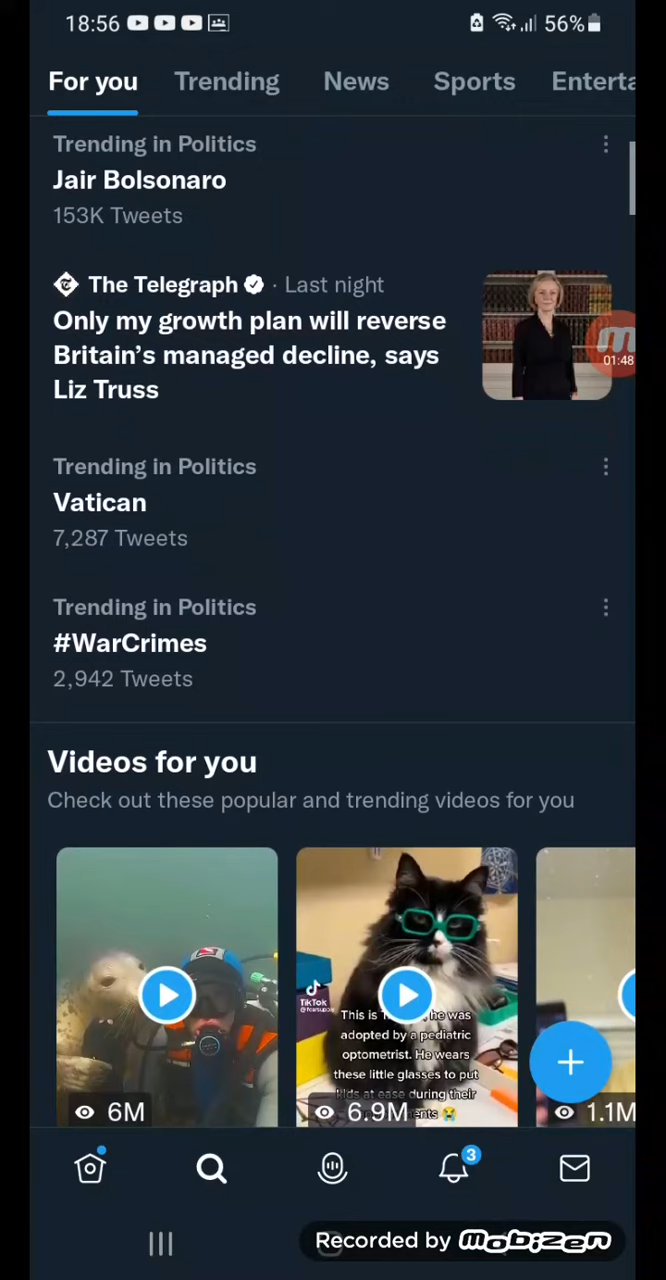 18:56 56%
For you Trending News Sports Enterta
Trending in Politics
Jair Bolsonaro
153K Tweets
The Telegraph · Last night
Only my growth plan will reverse
Britain's managed decline, says
Liz Truss
01:48
Trending in Politics
Vatican
7,287 Tweets
Trending in Politics
#WarCrimes
2,942 Tweets
Videos for you
Check out these popular and trending videos for you
TikTok
This is he was
adopted by a pediatric
optometrist. He wears
these little glasses to put
kids at ease during their
ents 😭
6M 6.9M 1.1M
3
Recorded by mobizen